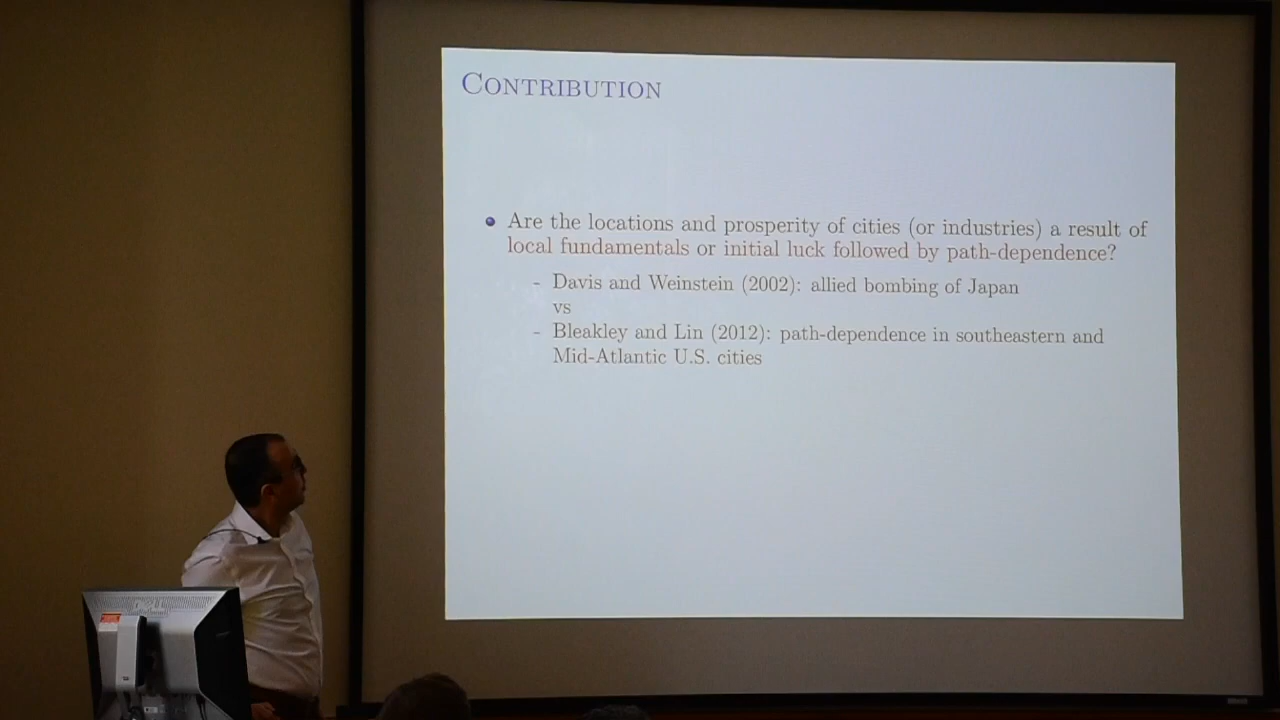 CONTRIBUTION
Are the locations and prosperity of cities (or industries) a result of
local fundamentals or initial luck followed by path-dependence?
- Davis and Weinstein (2002): allied bombing of Japan
vs
- Bleakley and Lin (2012): path-dependence in southeastern and
Mid-Atlantic U.S. cities